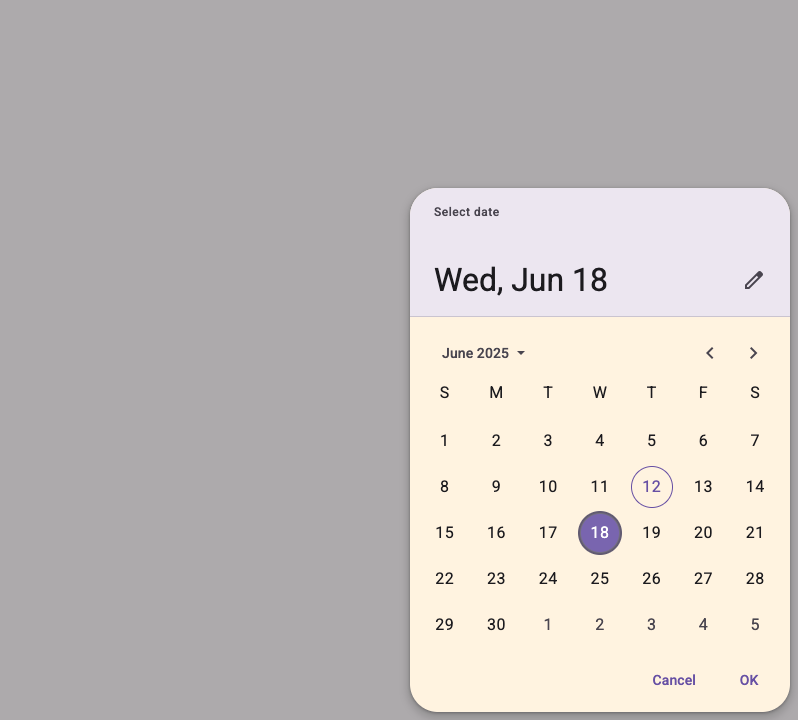 Select date
Wed, Jun 18
June 2025
S M T W T F S
1 2 3 4 5 6 7
8 9 10 11 12 13 14
15 16 17 18 19 20 21
22 23 24 25 26 27 28
29 30 1 2 3 4 5
Cancel OK